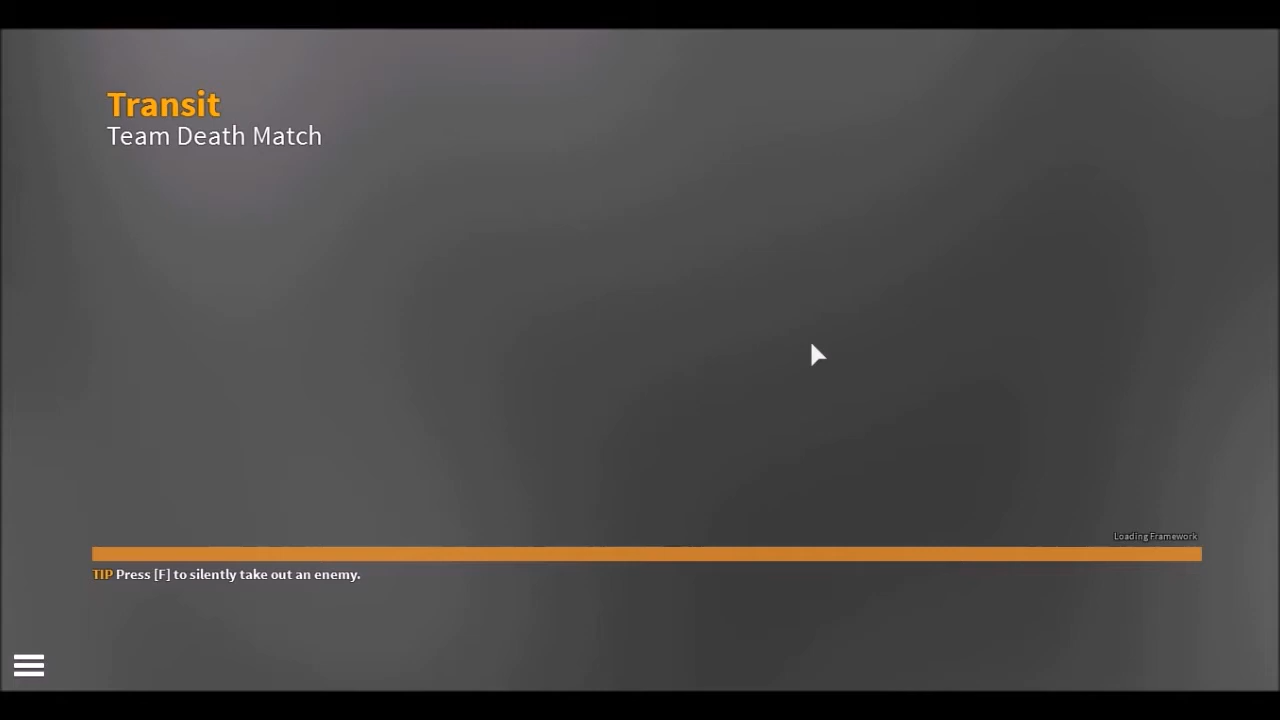 Transit
Team Death Match
Loading Framework
TIP Press [F] to silently take out an enemy.